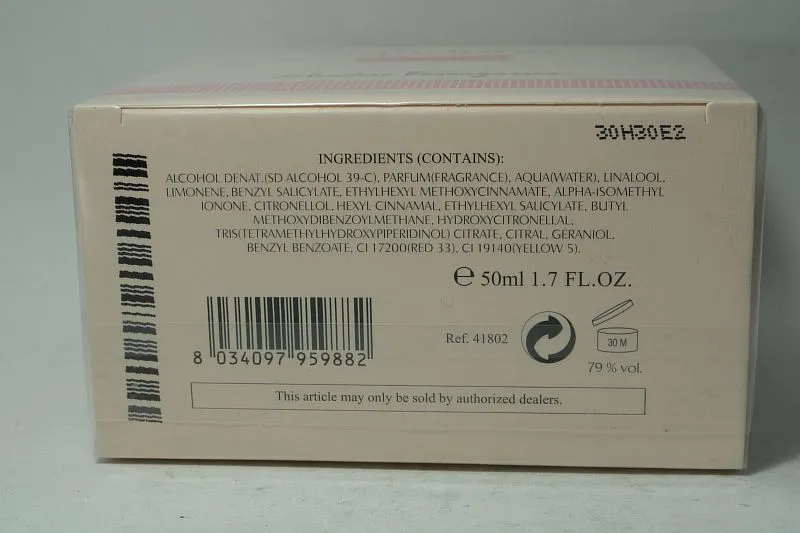 Salvatore Ferragamo
30H30E2
INGREDIENTS (CONTAINS):
ALCOHOL DENAT.(SD ALCOHOL 39-C), PARFUM(FRAGRANCE), AQUA(WATER), LINALOOL,
LIMONENE, BENZYL SALICYLATE, ETHYLHEXYL METHOXYCINNAMATE, ALPHA-ISOMETHYL
IONONE, CITRONELLOL, HEXYL CINNAMAL, ETHYLHEXYL SALICYLATE, BUTYL
METHOXYDIBENZOYLMETHANE, HYDROXYCITRONELLAL,
TRIS(TETRAMETHYLHYDROXYPIPERIDINOL) CITRATE, CITRAL, GERANIOL,
BENZYL BENZOATE, CI 17200(RED 33), CI 19140(YELLOW 5).
℮ 50ml 1.7 FL.OZ.
8 034097 959882
Ref. 41802
30 M
79 % vol.
This article may only be sold by authorized dealers.